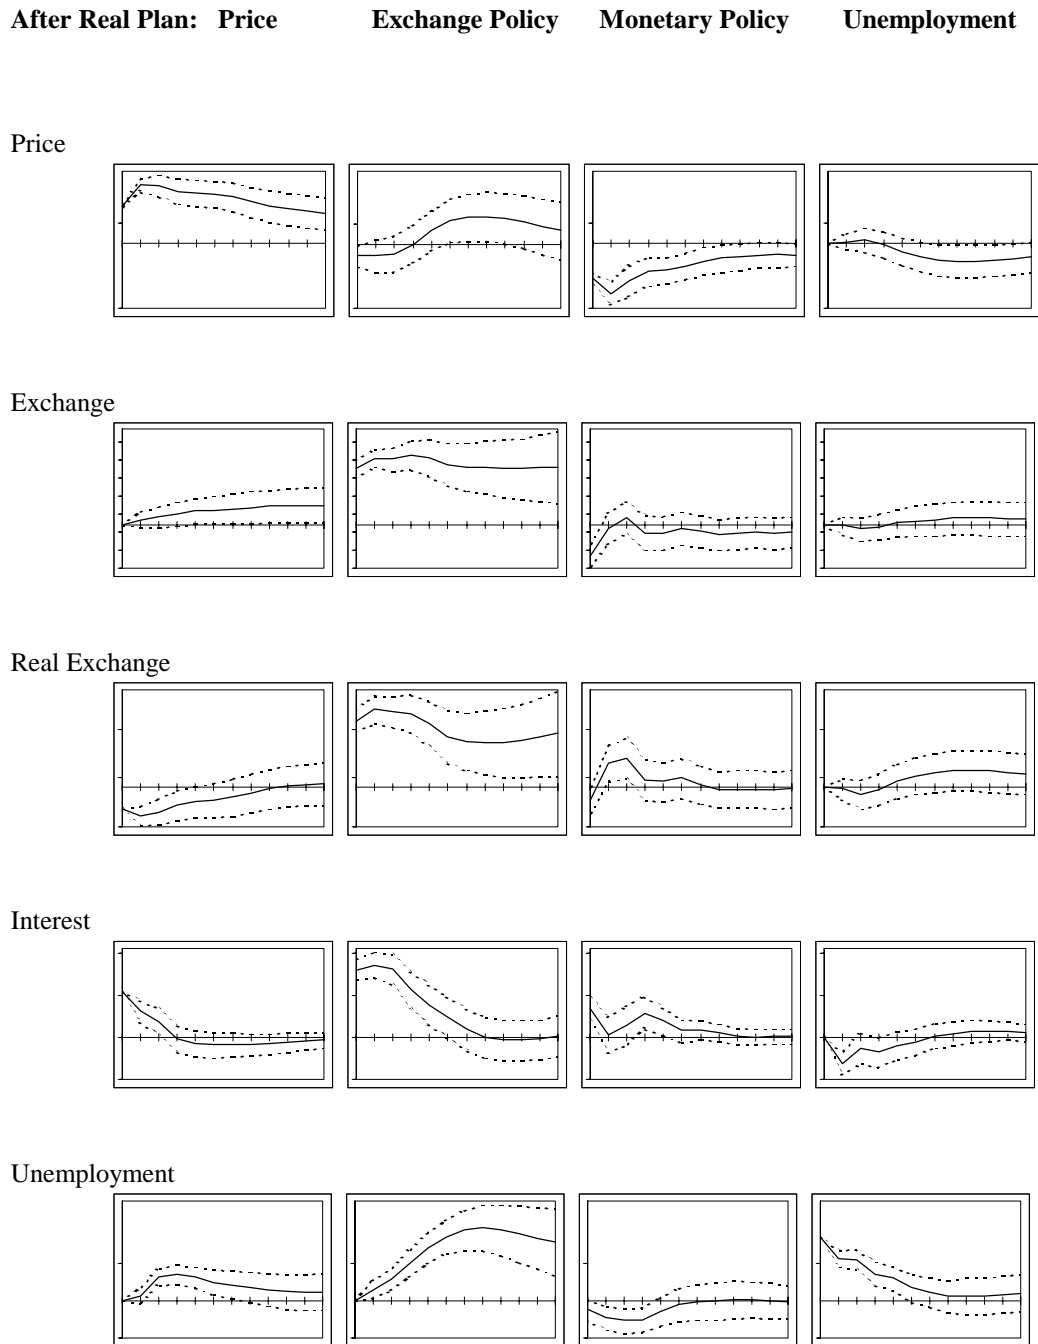 After Real Plan: Price Exchange Policy Monetary Policy Unemployment
Price
Exchange
Real Exchange
Interest
Unemployment